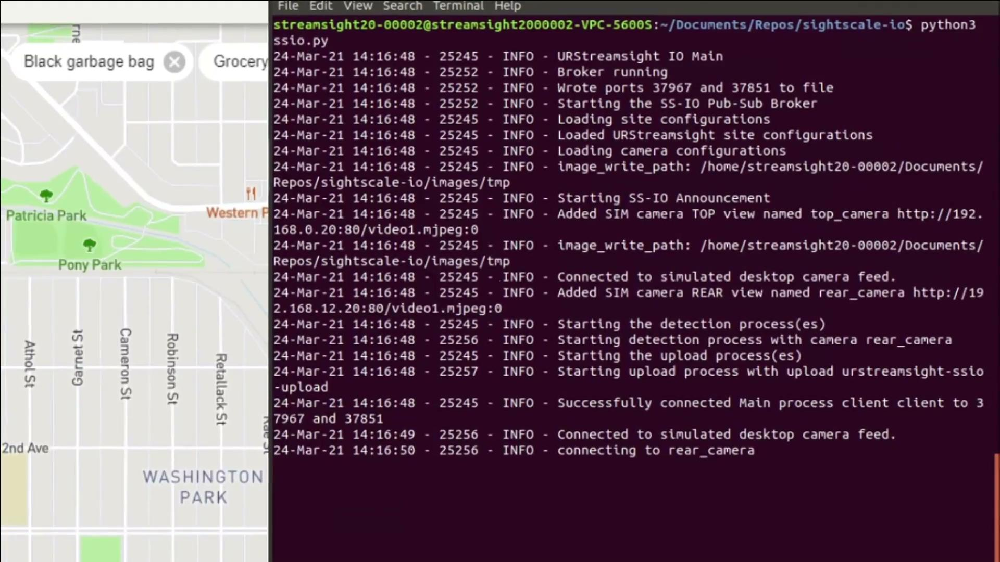 File Edit View Search Terminal Help
streamsight20-00002@streamsight2000002-VPC-5600S:~/Documents/Repos/sightscale-io$ python3
ssio.py
24-Mar-21 14:16:48 - 25245 - INFO - URStreamsight IO Main
24-Mar-21 14:16:48 - 25252 - INFO - Broker running
24-Mar-21 14:16:48 - 25252 - INFO - Wrote ports 37967 and 37851 to file
24-Mar-21 14:16:48 - 25252 - INFO - Starting the SS-IO Pub-Sub Broker
24-Mar-21 14:16:48 - 25245 - INFO - Loading site configurations
24-Mar-21 14:16:48 - 25245 - INFO - Loaded URStreamsight site configurations
24-Mar-21 14:16:48 - 25245 - INFO - Loading camera configurations
24-Mar-21 14:16:48 - 25245 - INFO - image_write_path: /home/streamsight20-00002/Documents/
Repos/sightscale-io/images/tmp
24-Mar-21 14:16:48 - 25245 - INFO - Starting SS-IO Announcement
24-Mar-21 14:16:48 - 25245 - INFO - Added SIM camera TOP view named top_camera http://192.
168.0.20:80/video1.mjpeg:0
24-Mar-21 14:16:48 - 25245 - INFO - image_write_path: /home/streamsight20-00002/Documents/
Repos/sightscale-io/images/tmp
24-Mar-21 14:16:48 - 25245 - INFO - Connected to simulated desktop camera feed.
24-Mar-21 14:16:48 - 25245 - INFO - Added SIM camera REAR view named rear_camera http://19
2.168.12.20:80/video1.mjpeg:0
24-Mar-21 14:16:48 - 25245 - INFO - Starting the detection process(es)
24-Mar-21 14:16:48 - 25256 - INFO - Starting detection process with camera rear_camera
24-Mar-21 14:16:48 - 25245 - INFO - Starting the upload process(es)
24-Mar-21 14:16:48 - 25257 - INFO - Starting upload process with upload urstreamsight-ssio
-upload
24-Mar-21 14:16:48 - 25245 - INFO - Successfully connected Main process client client to 3
7967 and 37851
24-Mar-21 14:16:49 - 25256 - INFO - Connected to simulated desktop camera feed.
24-Mar-21 14:16:50 - 25256 - INFO - connecting to rear_camera
Black garbage bag
Grocery
Patricia Park
Western P
Pony Park
Athol St
Garnet St
Cameron St
Robinson St
Retallack St
2nd Ave
WASHINGTON
PARK